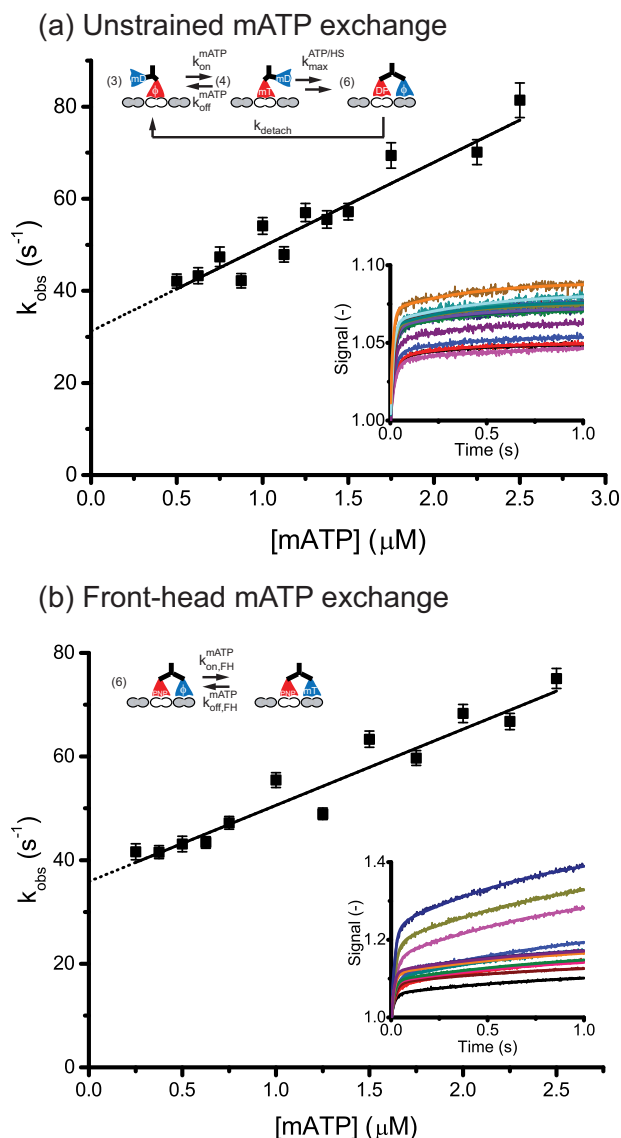 (a) Unstrained mATP exchange
k_on^mATP
k_max^ATP/HS
(3) mD ϕ (4) mT mD (6) DP ϕ
k_off^mATP
k_detach
80
60
40
20
0
k_obs (s⁻¹)
1.10
1.05
1.00
Signal (-)
0.0 0.5 1.0
Time (s)
0.0 0.5 1.0 1.5 2.0 2.5 3.0
[mATP] (μM)
(b) Front-head mATP exchange
k_on,FH^mATP
(6) PNP ϕ PNP mT
k_off,FH^mATP
80
60
40
20
0
k_obs (s⁻¹)
1.4
1.2
1.0
Signal (-)
0.0 0.5 1.0
Time (s)
0.0 0.5 1.0 1.5 2.0 2.5
[mATP] (μM)